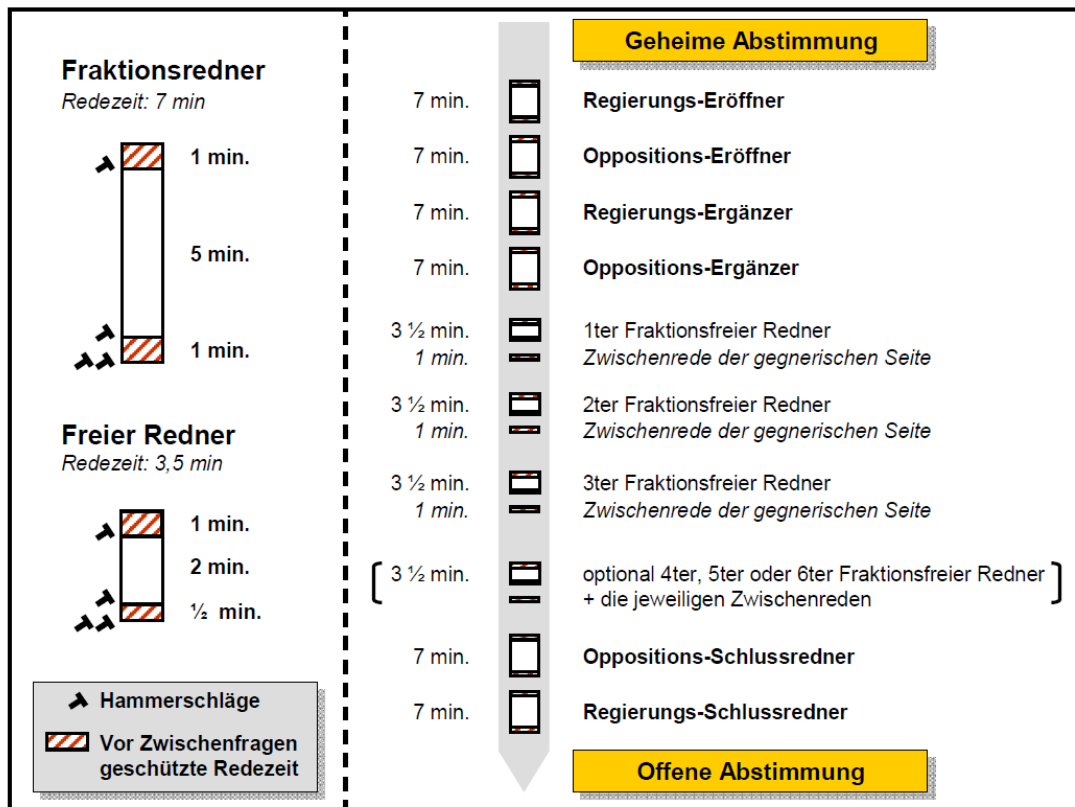 Fraktionsredner
Redezeit: 7 min
1 min.
5 min.
1 min.
Freier Redner
Redezeit: 3,5 min
1 min.
2 min.
½ min.
Hammerschläge
Vor Zwischenfragen
geschützte Redezeit
Geheime Abstimmung
7 min. Regierungs-Eröffner
7 min. Oppositions-Eröffner
7 min. Regierungs-Ergänzer
7 min. Oppositions-Ergänzer
3 ½ min. 1ter Fraktionsfreier Redner
1 min. Zwischenrede der gegnerischen Seite
3 ½ min. 2ter Fraktionsfreier Redner
1 min. Zwischenrede der gegnerischen Seite
3 ½ min. 3ter Fraktionsfreier Redner
1 min. Zwischenrede der gegnerischen Seite
3 ½ min. optional 4ter, 5ter oder 6ter Fraktionsfreier Redner
+ die jeweiligen Zwischenreden
7 min. Oppositions-Schlussredner
7 min. Regierungs-Schlussredner
Offene Abstimmung